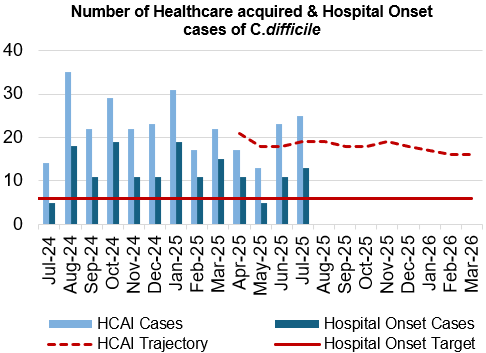 Number of Healthcare acquired & Hospital Onset
cases of C.difficile
40
30
20
10
0
Jul-24
Aug-24
Sep-24
Oct-24
Nov-24
Dec-24
Jan-25
Feb-25
Mar-25
Apr-25
May-25
Jun-25
Jul-25
Aug-25
Sep-25
Oct-25
Nov-25
Dec-25
Jan-26
Feb-26
Mar-26
HCAI Cases
Hospital Onset Cases
HCAI Trajectory
Hospital Onset Target